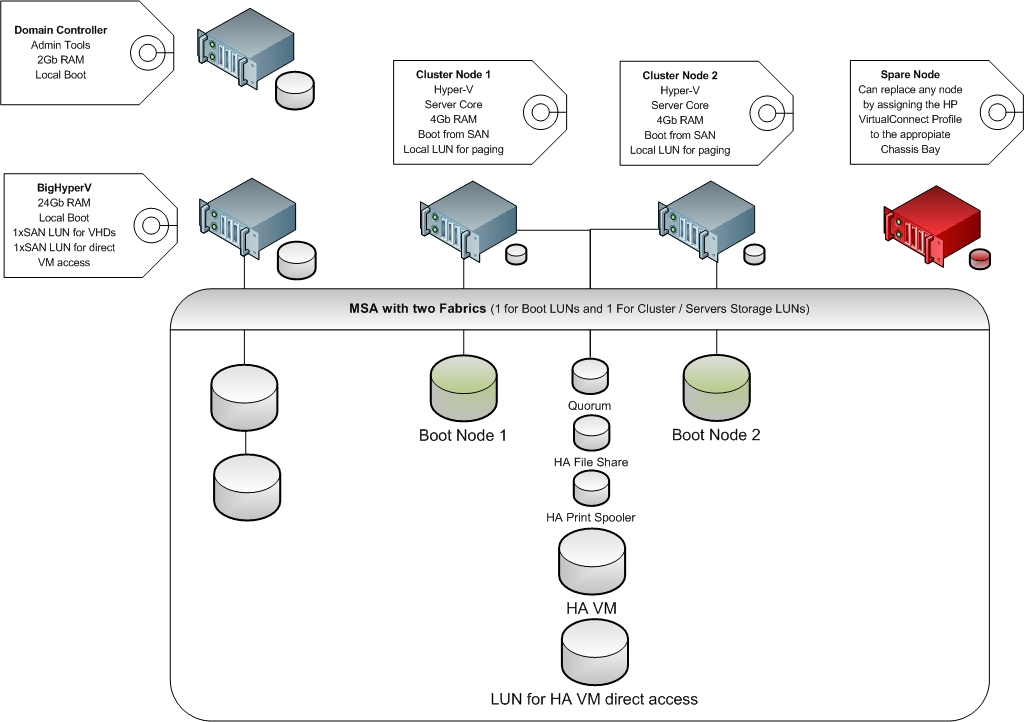 Domain Controller
Admin Tools
2Gb RAM
Local Boot
Cluster Node 1
Hyper-V
Server Core
4Gb RAM
Boot from SAN
Local LUN for paging
Cluster Node 2
Hyper-V
Server Core
4Gb RAM
Boot from SAN
Local LUN for paging
Spare Node
Can replace any node
by assigning the HP
VirtualConnect Profile
to the appropiate
Chassis Bay
BigHyperV
24Gb RAM
Local Boot
1xSAN LUN for VHDs
1xSAN LUN for direct
VM access
MSA with two Fabrics (1 for Boot LUNs and 1 For Cluster / Servers Storage LUNs)
Boot Node 1
Quorum
HA File Share
HA Print Spooler
HA VM
LUN for HA VM direct access
Boot Node 2